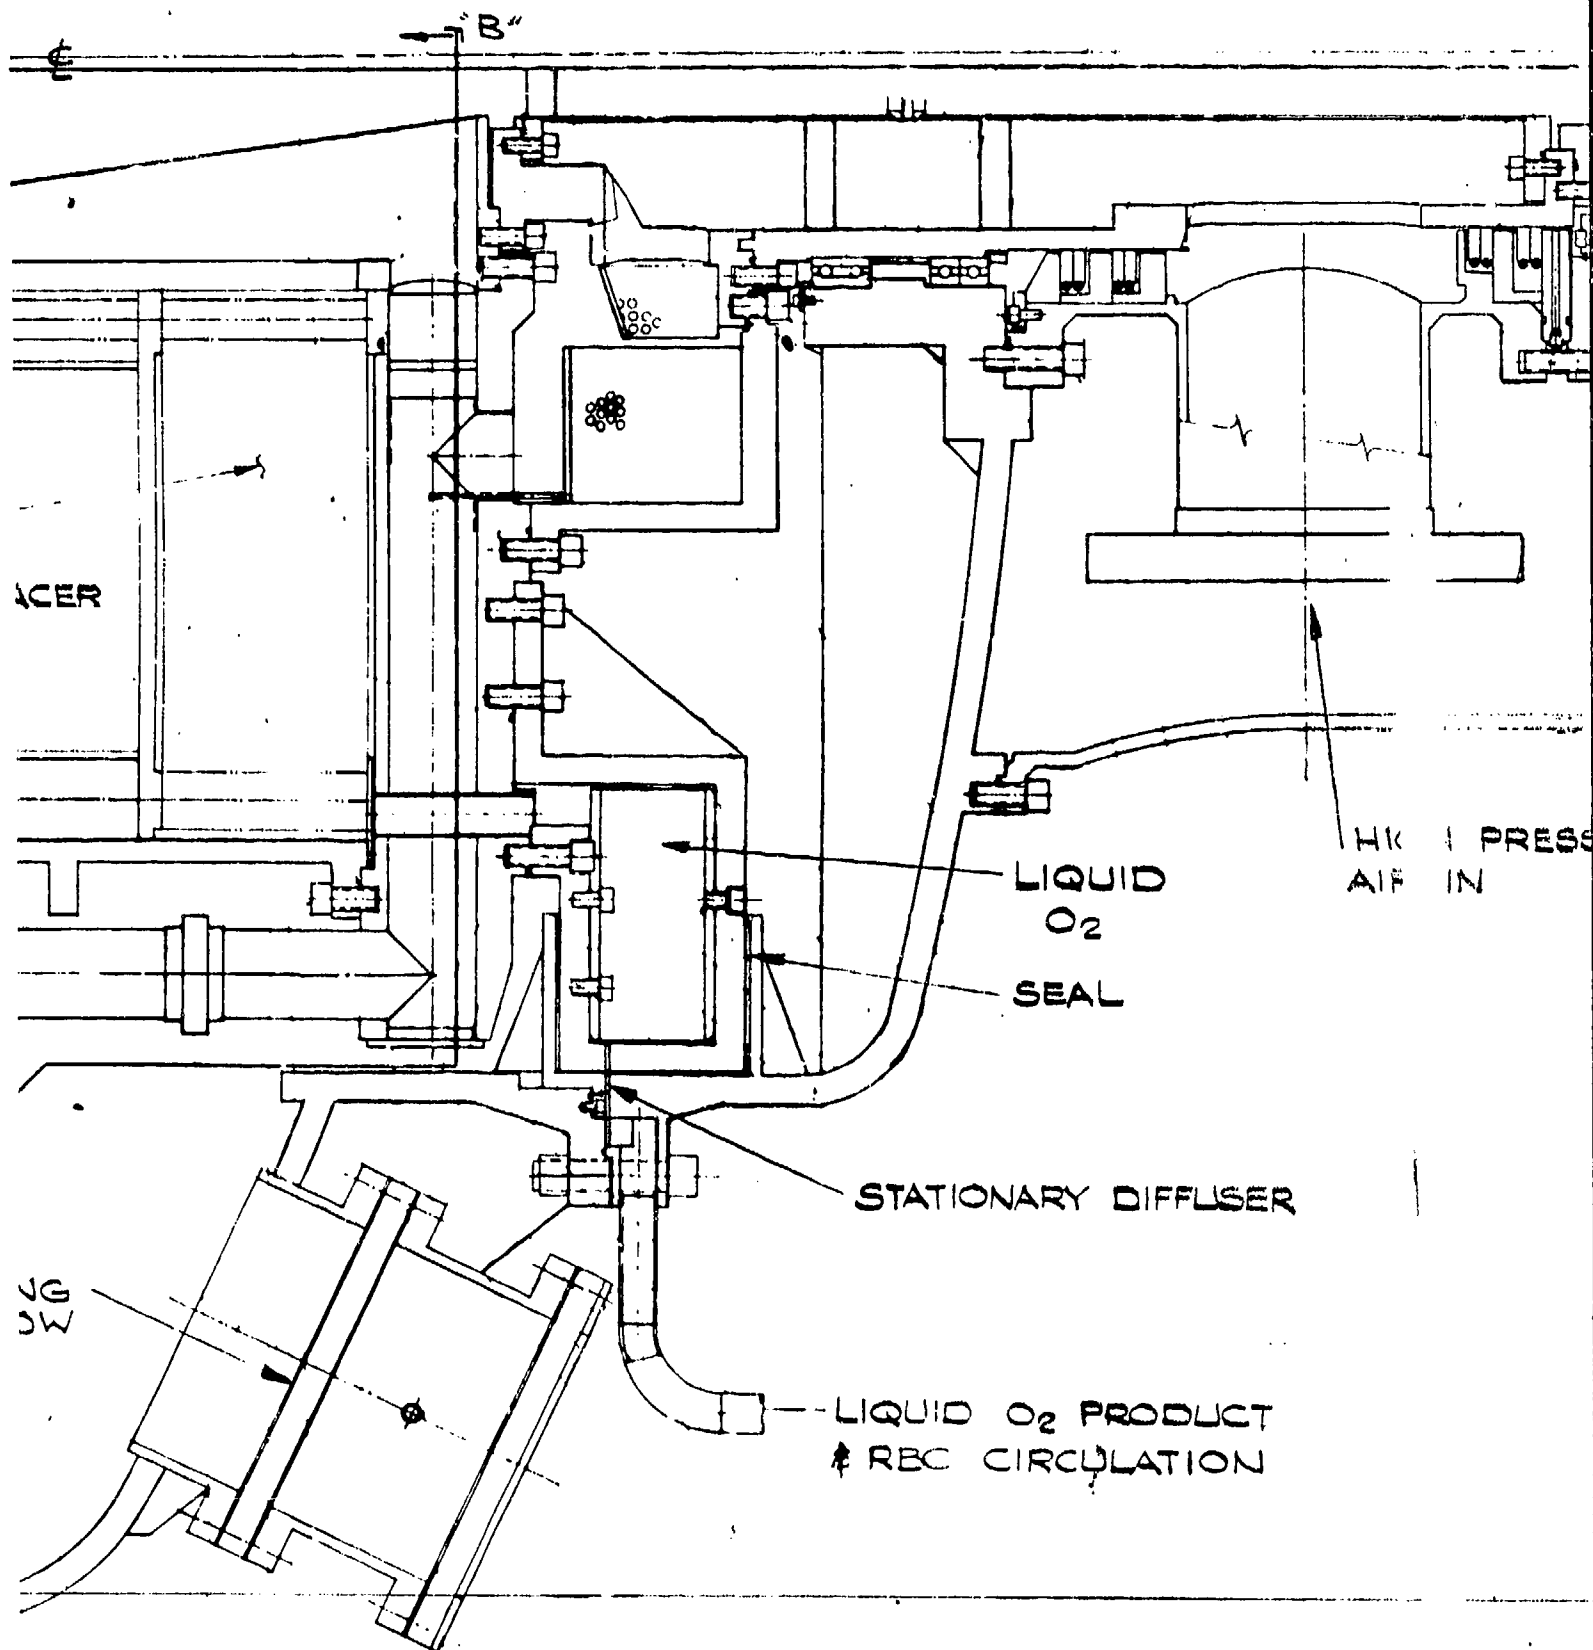 "B"
℄
ACER
PRESS
IN
LIQUID
O2
SEAL
STATIONARY DIFFUSER
LIQUID O2 PRODUCT
& RBC CIRCULATION